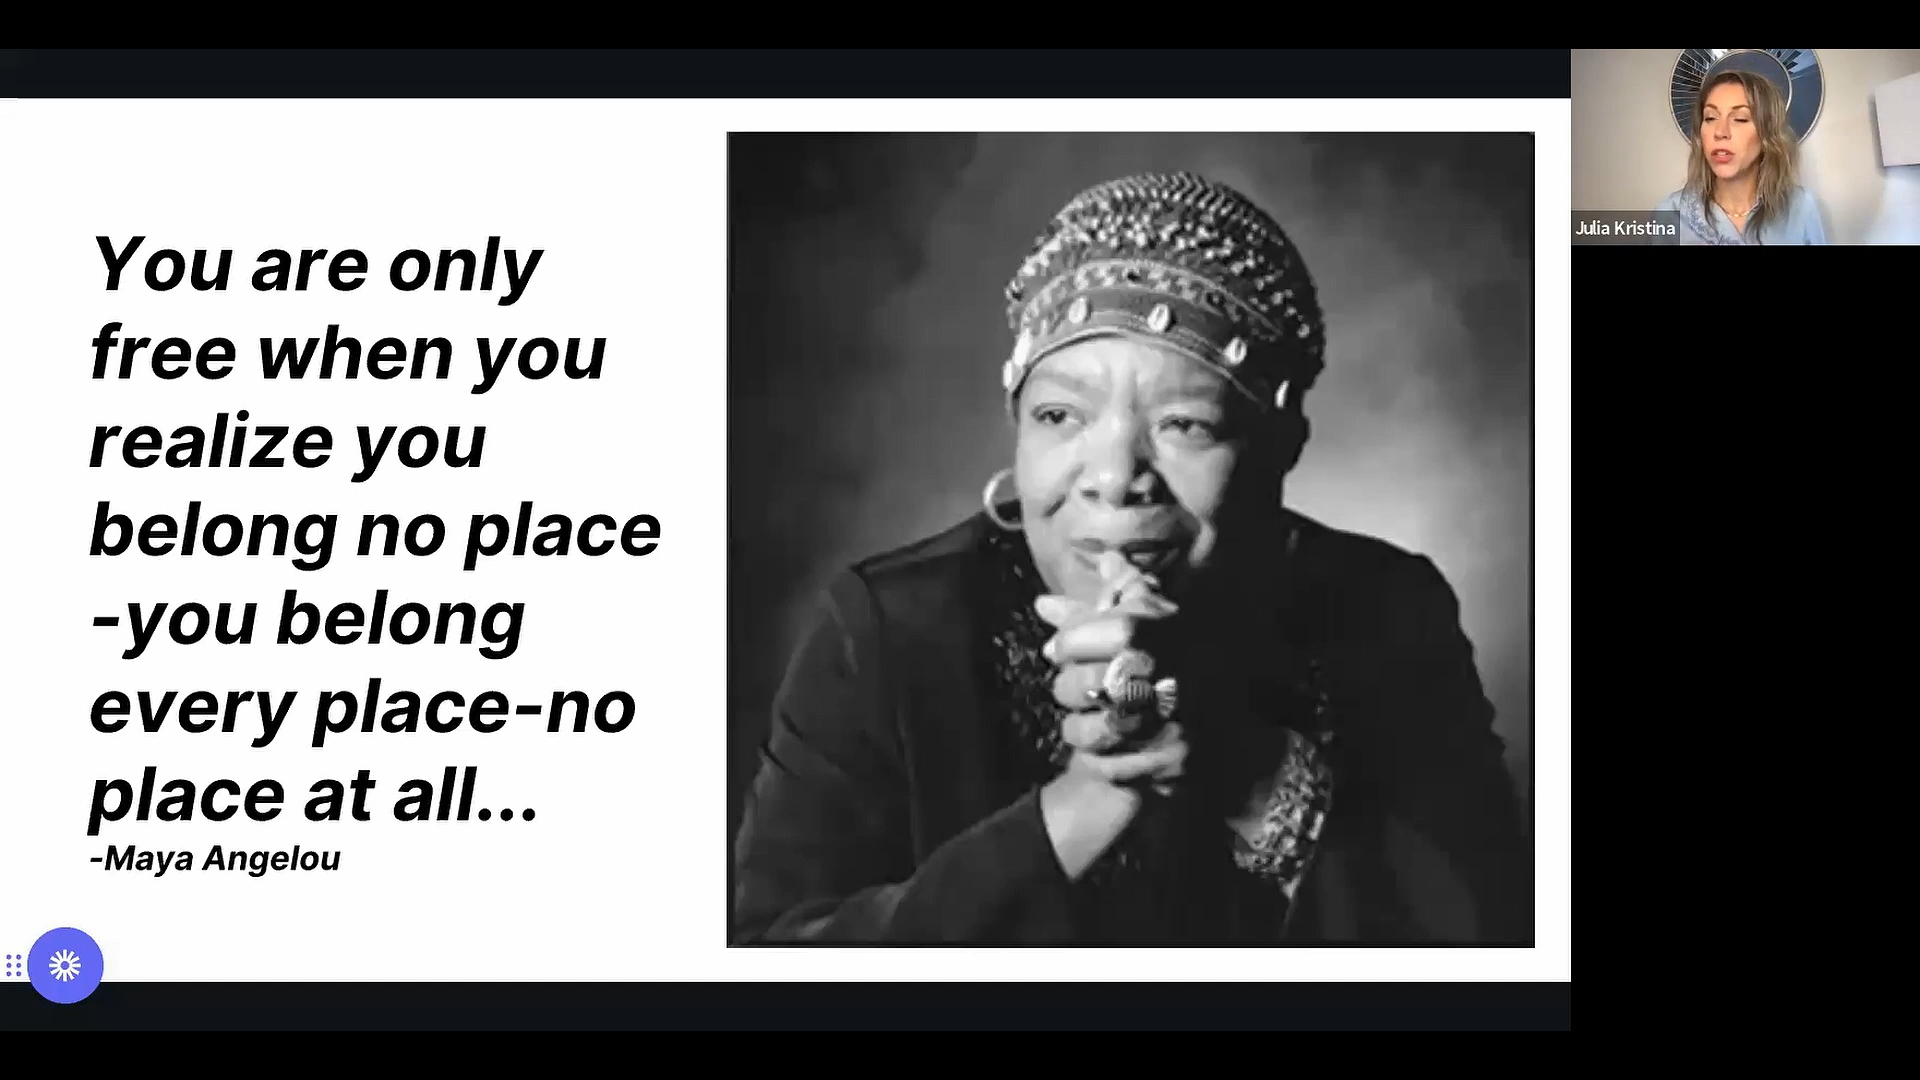 You are only
free when you
realize you
belong no place
-you belong
every place-no
place at all...
-Maya Angelou
Julia Kristina